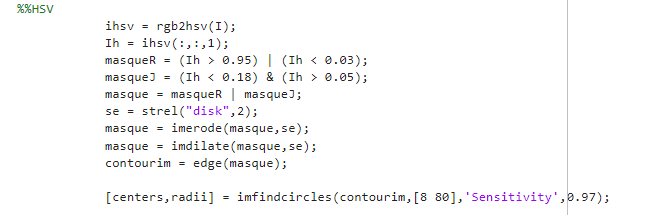 %%HSV
ihsv = rgb2hsv(I);
Ih = ihsv(:,:,1);
masqueR = (Ih > 0.95) | (Ih < 0.03);
masqueJ = (Ih < 0.18) & (Ih > 0.05);
masque = masqueR | masqueJ;
se = strel("disk",2);
masque = imerode(masque,se);
masque = imdilate(masque,se);
contourim = edge(masque);
[centers,radii] = imfindcircles(contourim,[8 80],'Sensitivity',0.97);